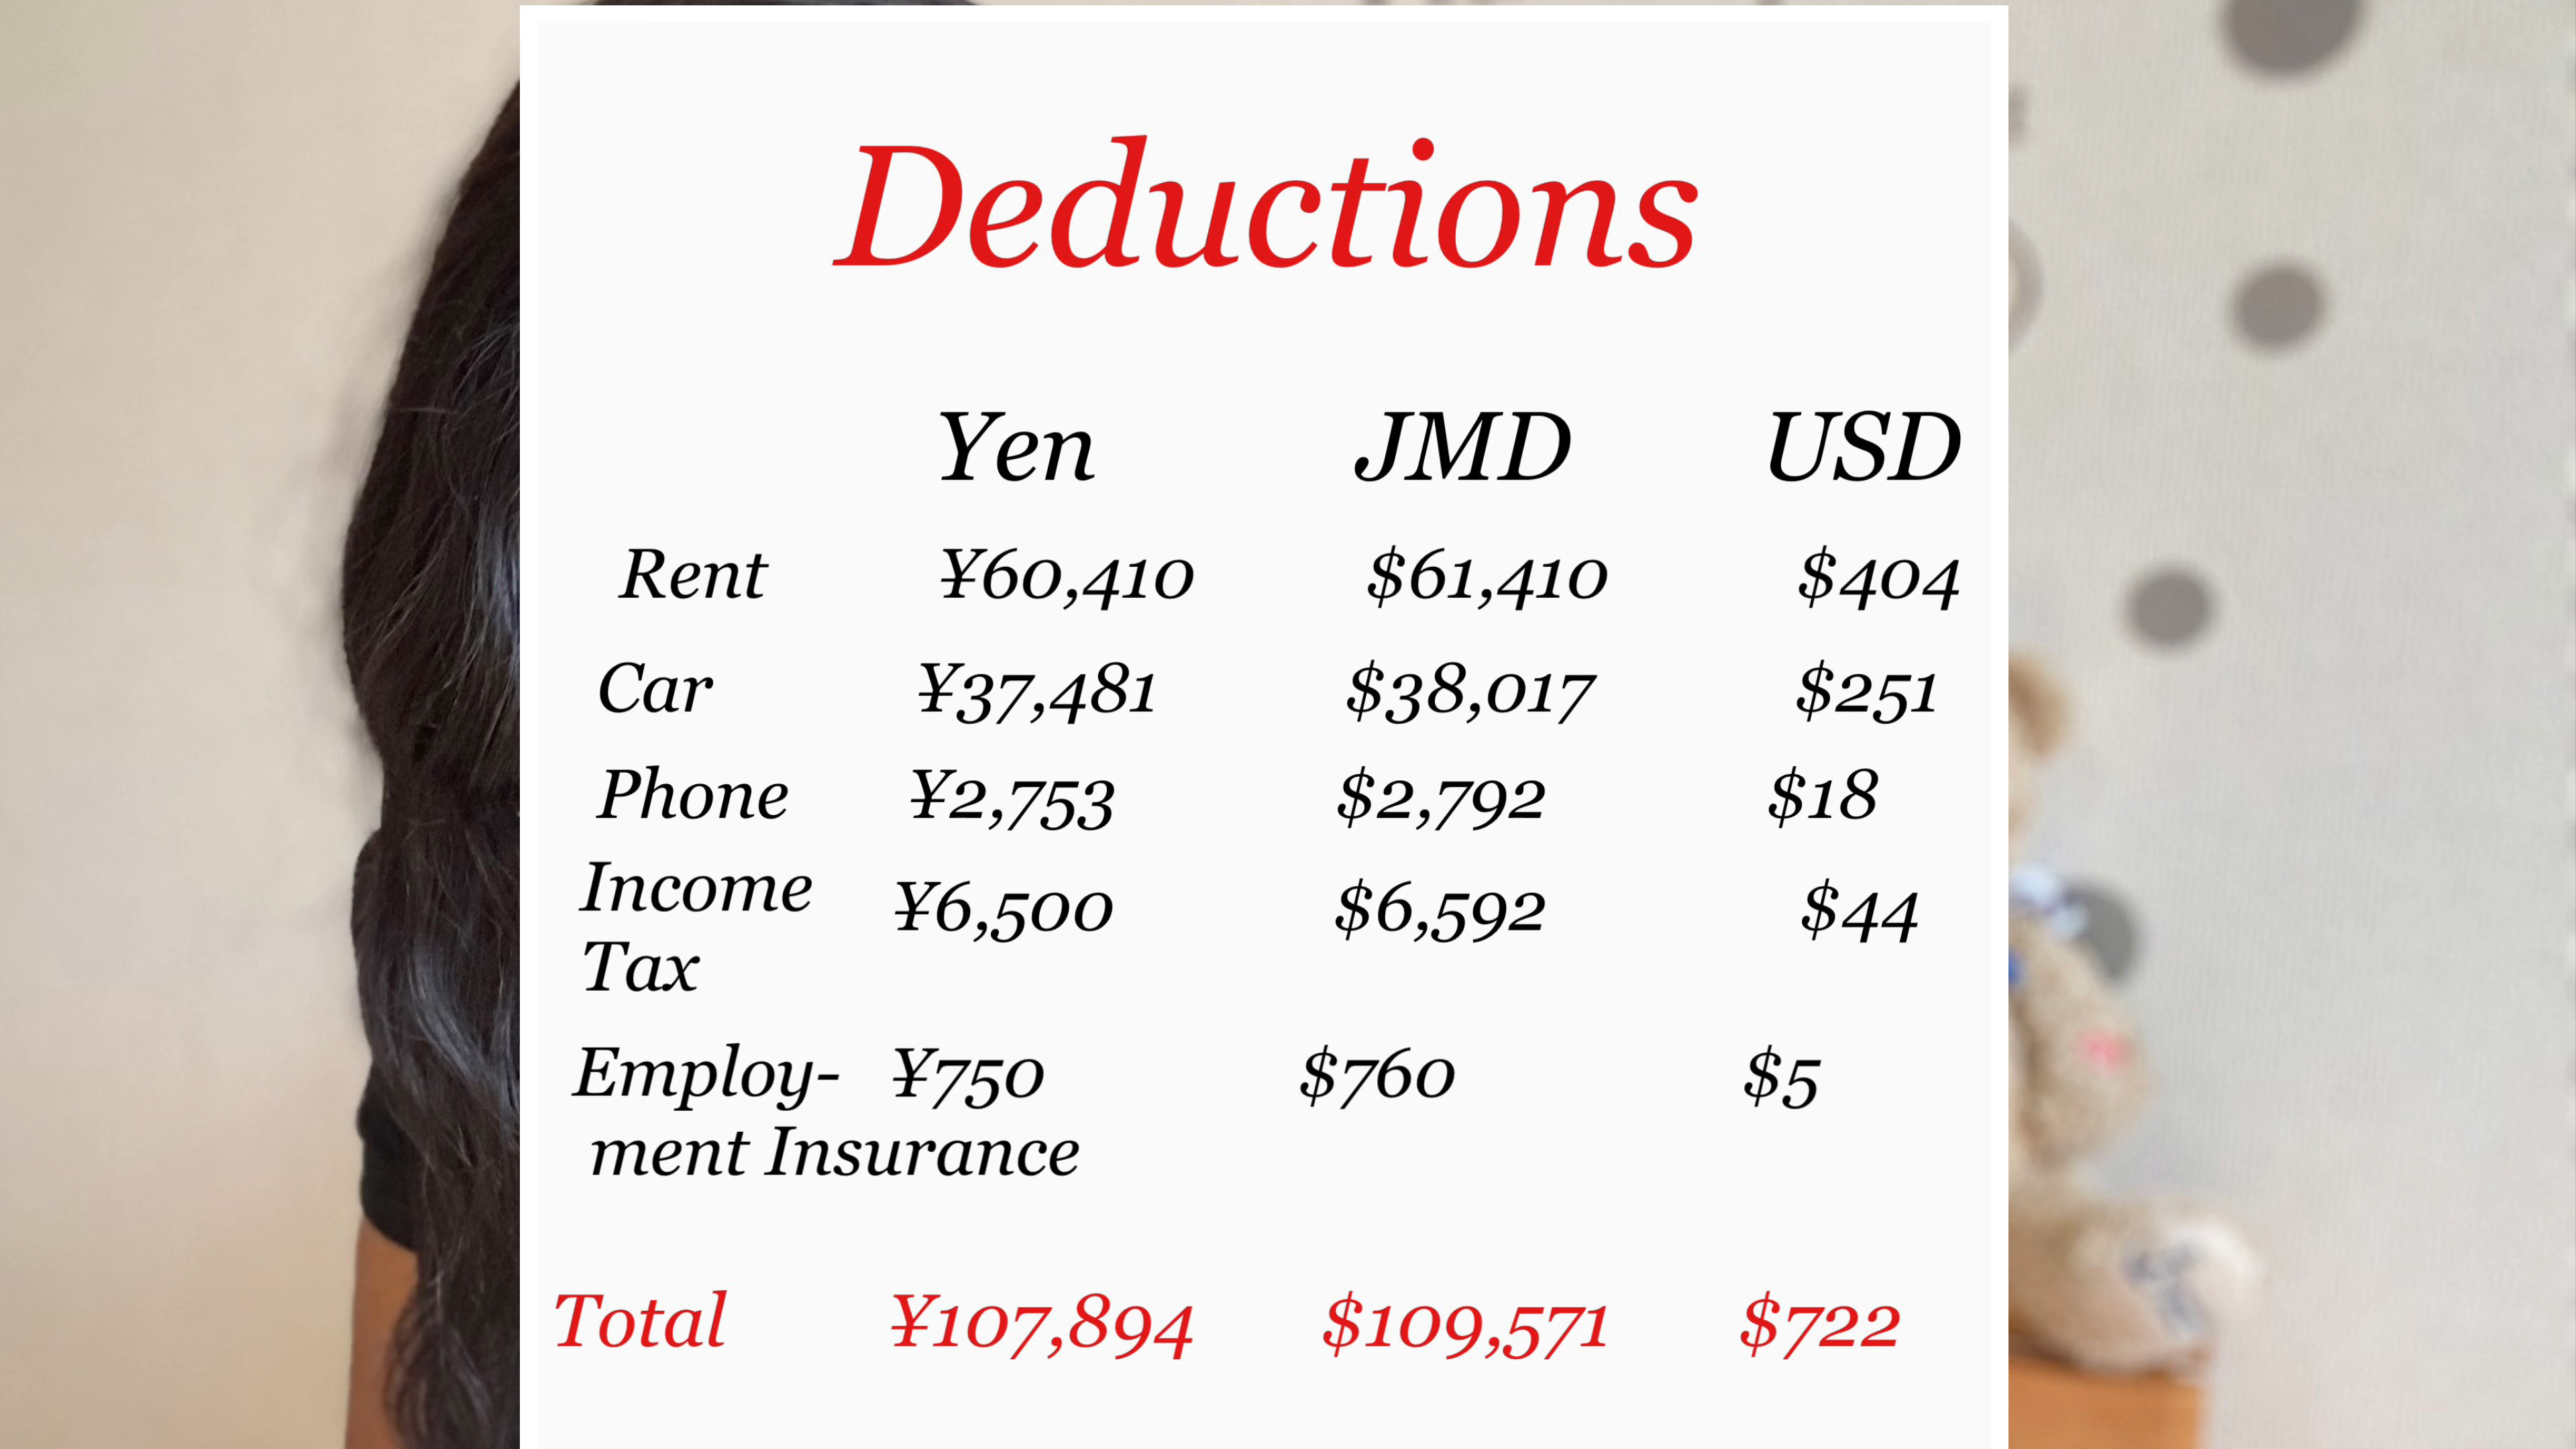 Deductions
Yen JMD USD
Rent ¥60,410 $61,410 $404
Car ¥37,481 $38,017 $251
Phone ¥2,753 $2,792 $18
Income ¥6,500 $6,592 $44
Tax
Employ- ¥750 $760 $5
ment Insurance
Total ¥107,894 $109,571 $722